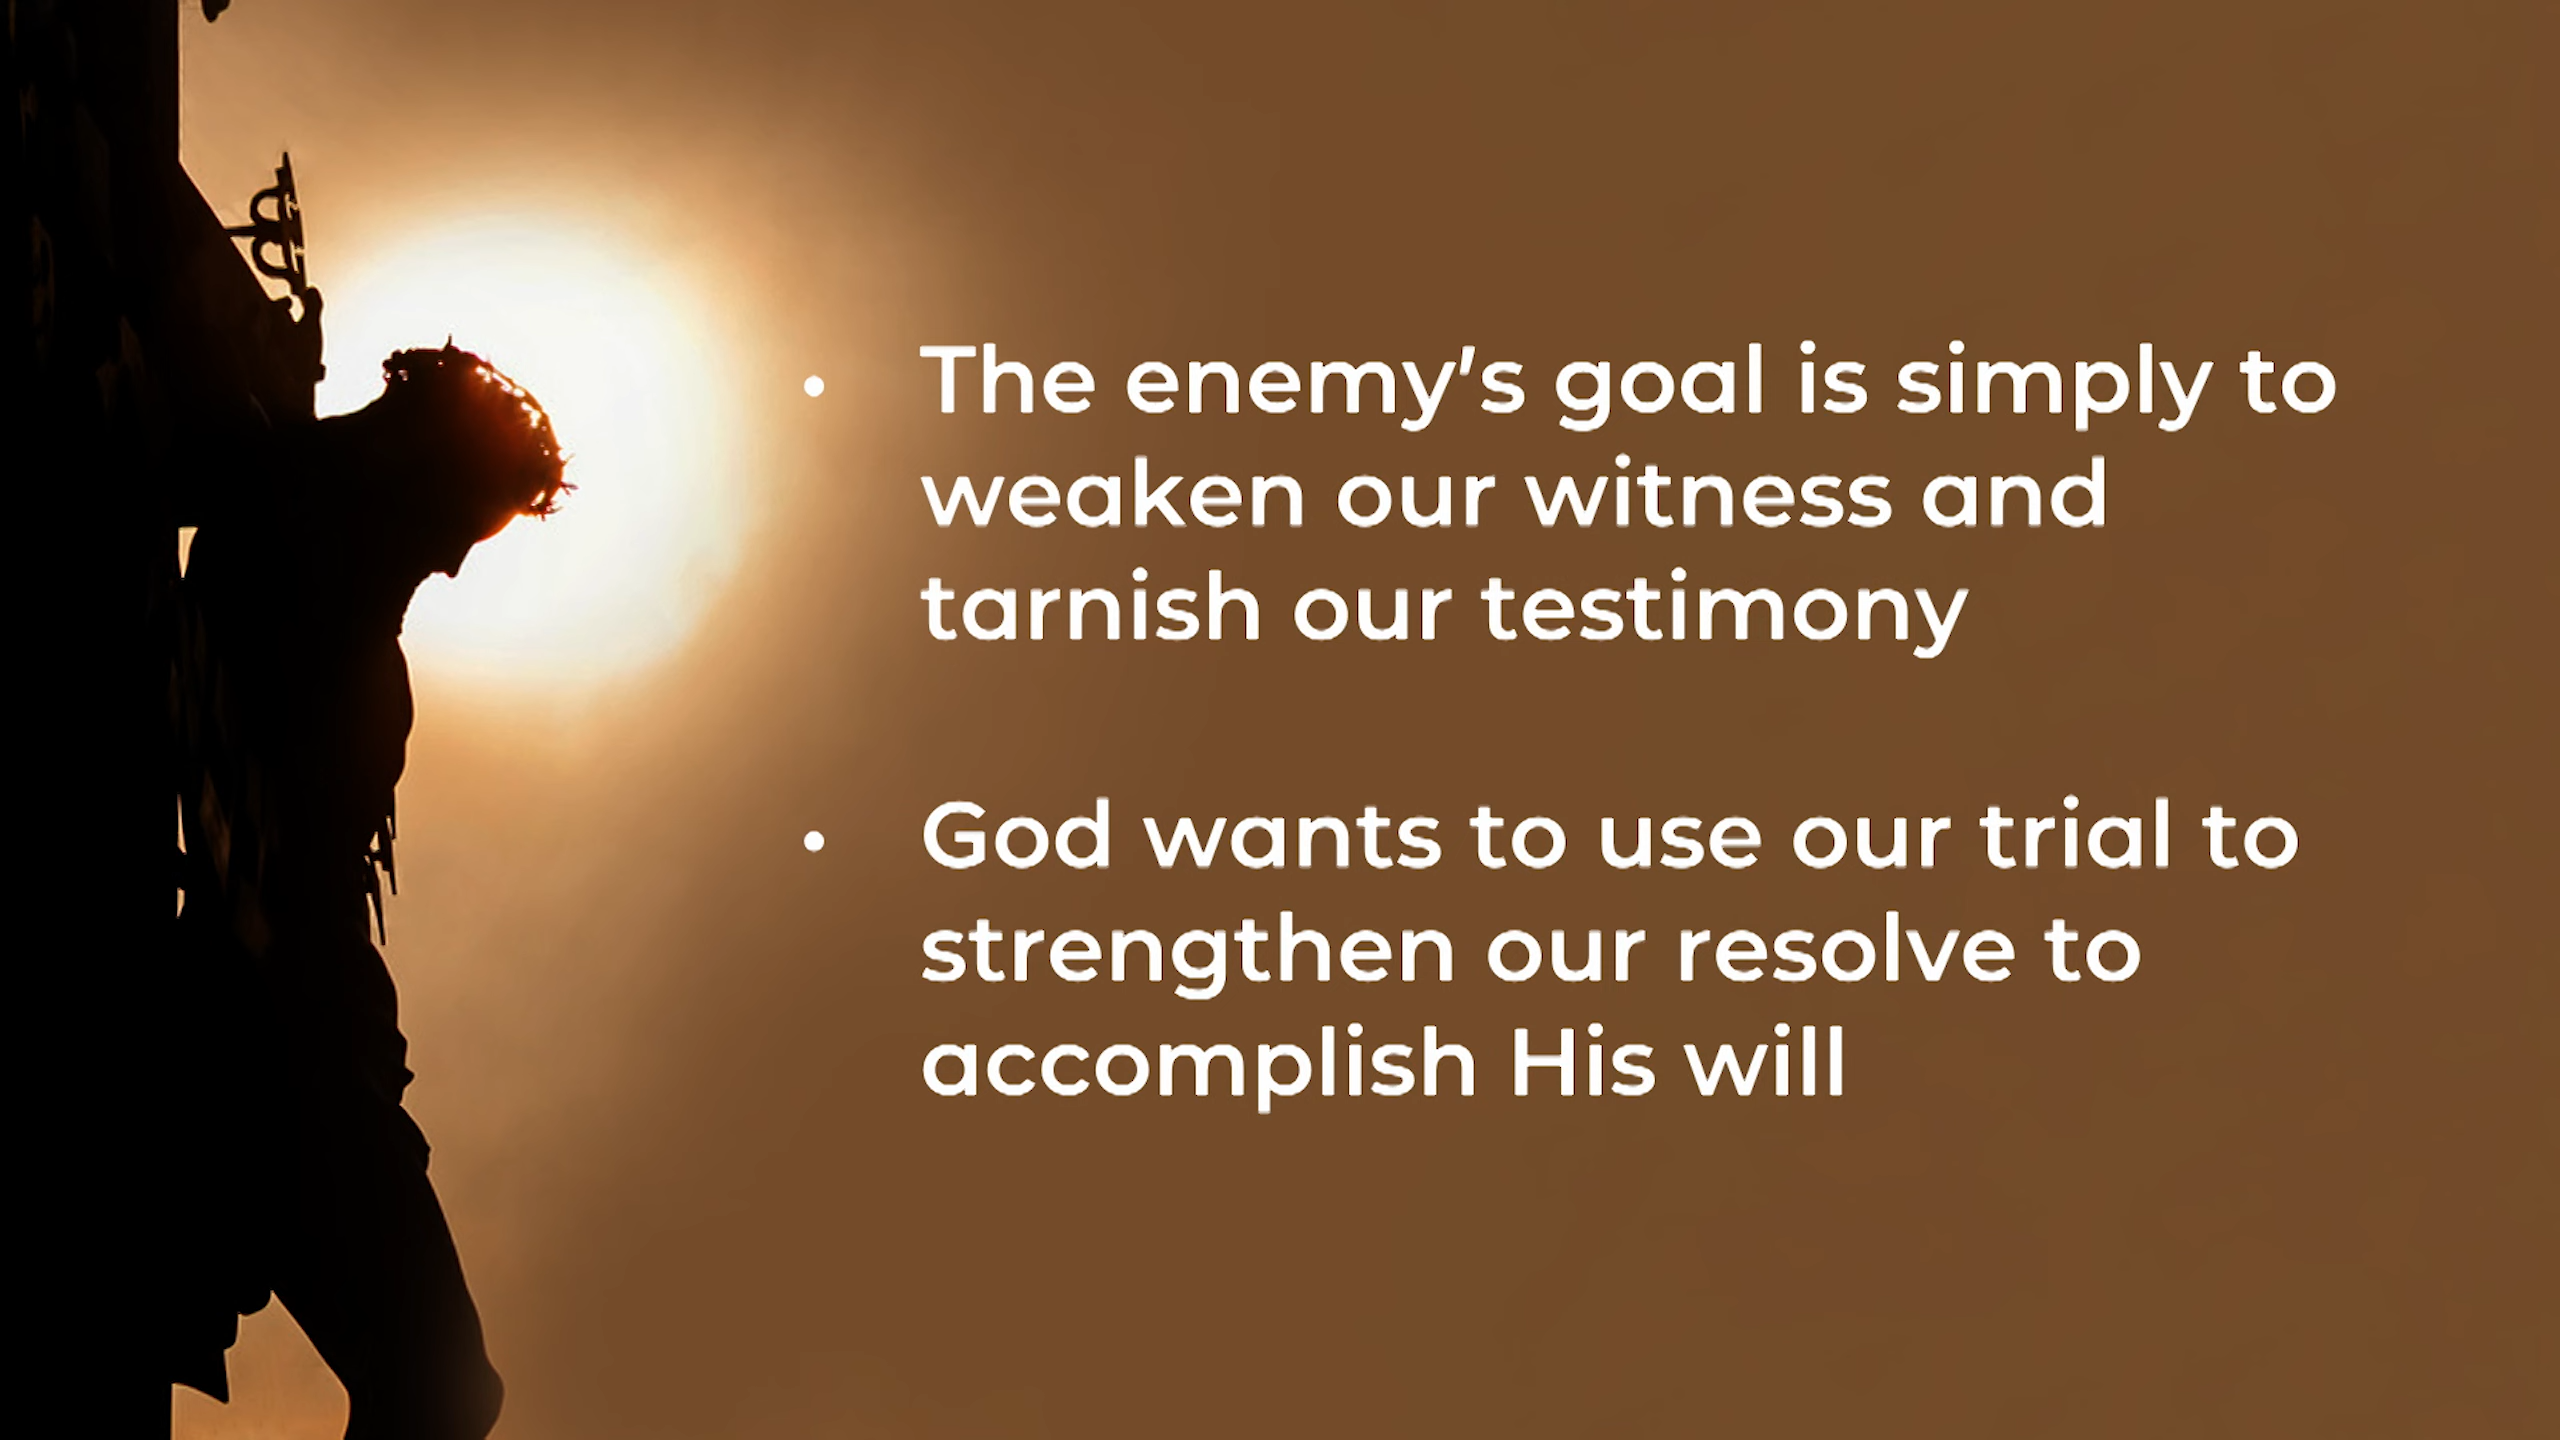 • The enemy's goal is simply to
weaken our witness and
tarnish our testimony
• God wants to use our trial to
strengthen our resolve to
accomplish His will